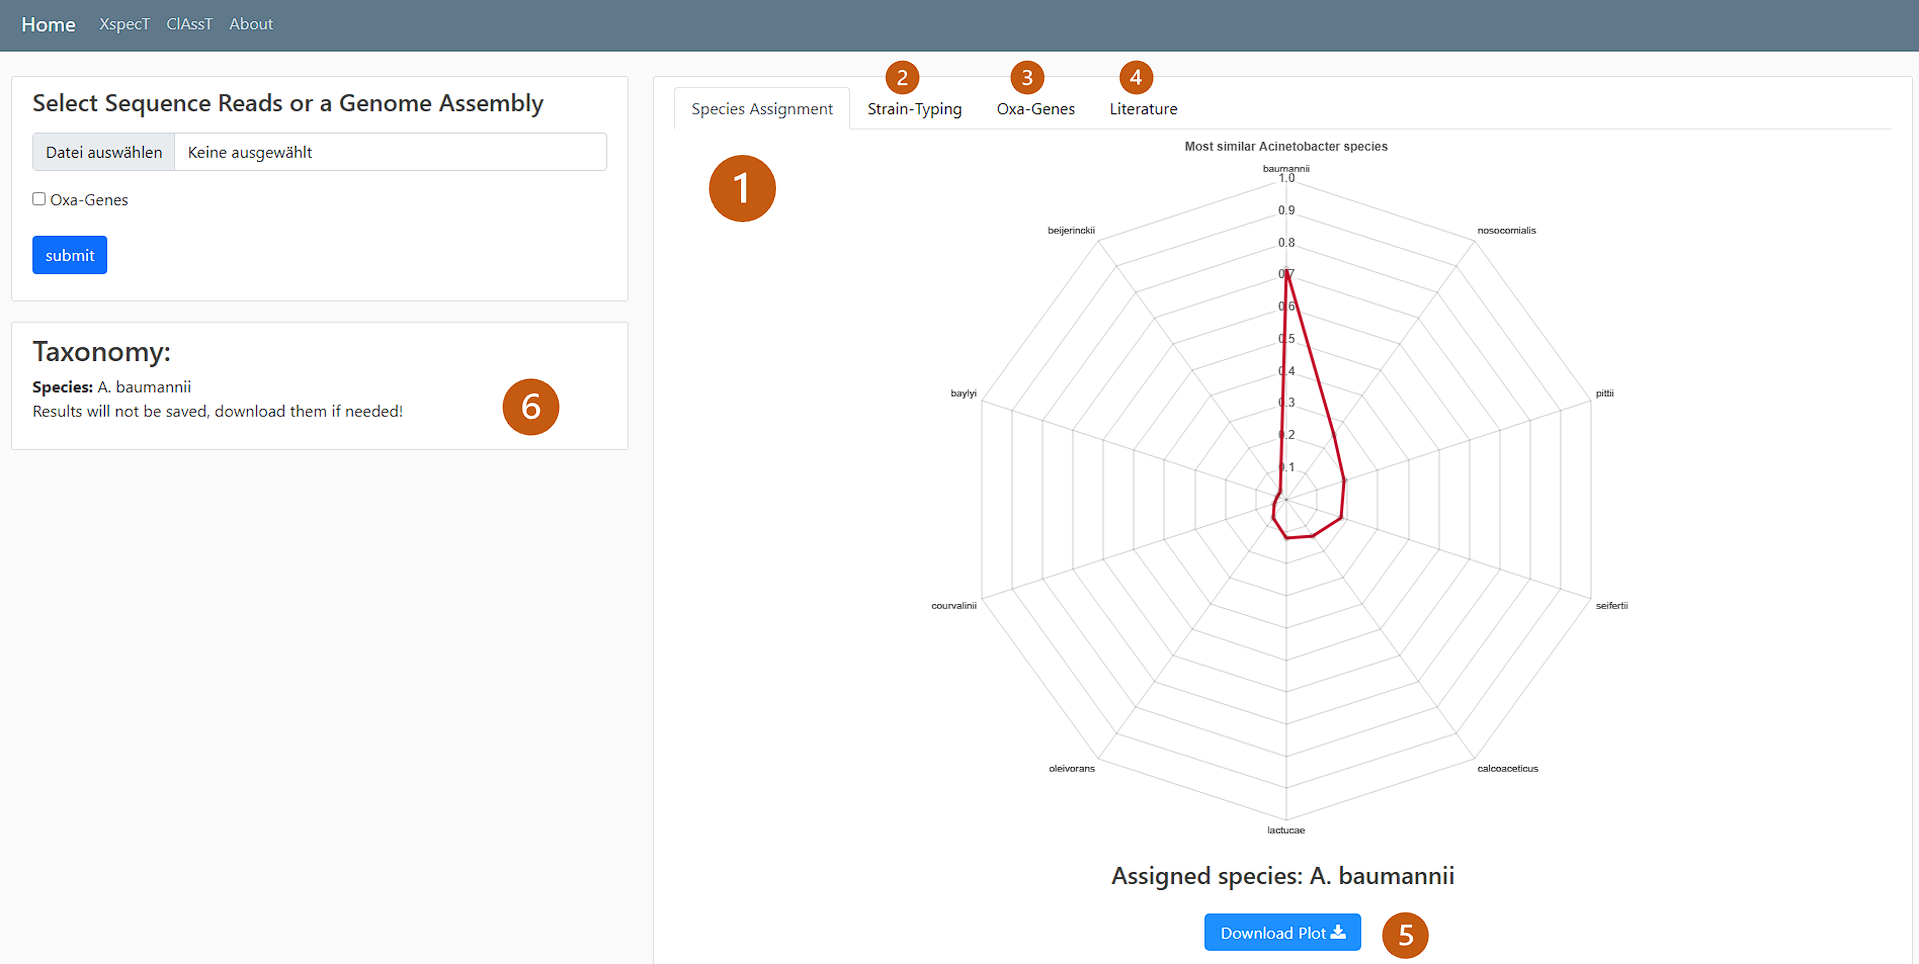 Home XspecT ClAssT About
Select Sequence Reads or a Genome Assembly
Datei auswählen Keine ausgewählt
Oxa-Genes
submit
Taxonomy:
Species: A. baumannii
Results will not be saved, download them if needed!
6
2 3 4
Species Assignment Strain-Typing Oxa-Genes Literature
1
Most similar Acinetobacter species
baumannii
1.0
0.9
0.8
0.7
0.6
0.5
0.4
0.3
0.2
0.1
nosocomialis
pittii
seifertii
calcoaceticus
lactucae
oleivorans
courvalinii
baylyi
beijerinckii
Assigned species: A. baumannii
Download Plot
5